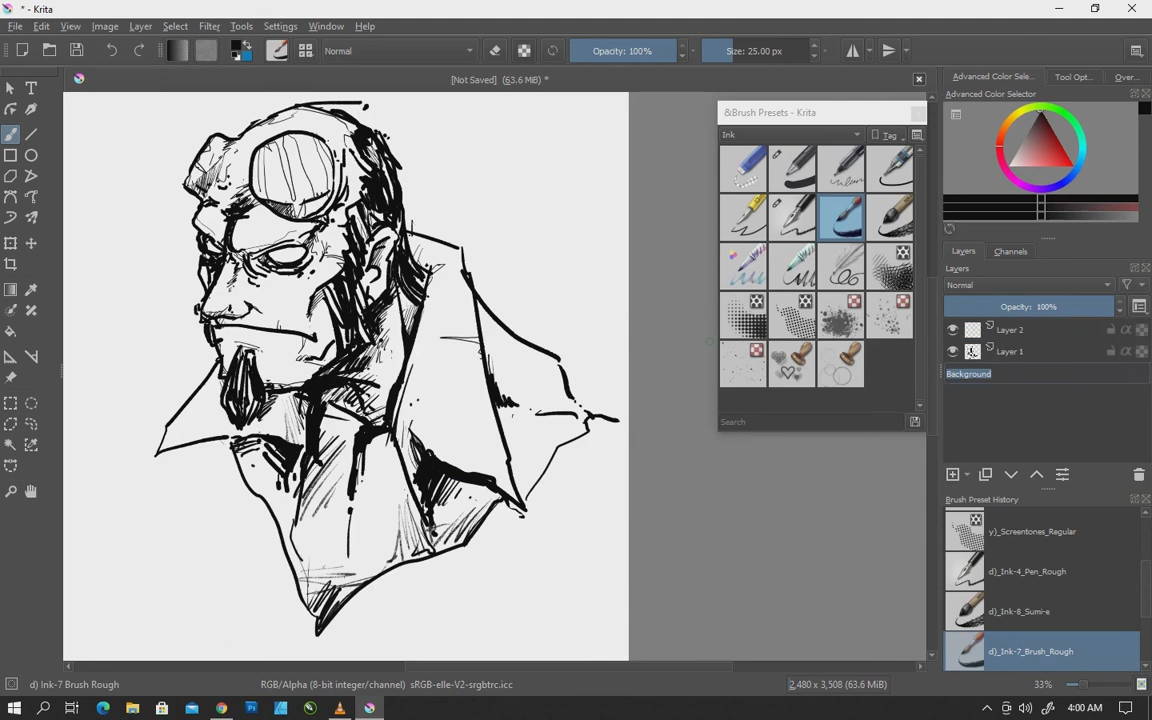 * - Krita
File Edit View Image Layer Select Filter Tools Settings Window Help
Normal
Opacity: 100%
Size: 25.00 px
[Not Saved] (63.6 MiB) *
Advanced Color Sele... Tool Opt... Over...
Advanced Color Selector
&Brush Presets - Krita
Ink
Tag
Search
Layers Channels
Layers
Normal
Opacity: 100%
Layer 2
Layer 1
Background
Brush Preset History
y)_Screentones_Regular
d)_Ink-4_Pen_Rough
d)_Ink-8_Sumi-e
d)_Ink-7_Brush_Rough
d) Ink-7 Brush Rough
RGB/Alpha (8-bit integer/channel) sRGB-elle-V2-srgbtrc.icc
2,480 x 3,508 (63.6 MiB)
33%
4:00 AM